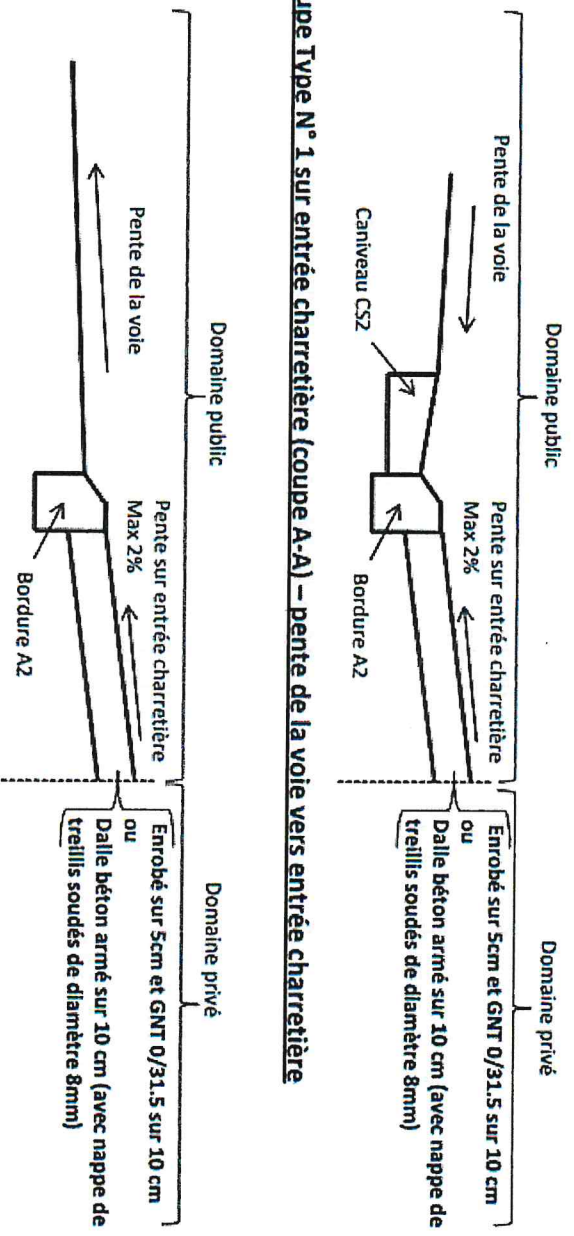 Domaine public
Domaine privé
Pente de la voie
Pente sur entrée charretière
Max 2%
Caniveau CS2
Bordure A2
Enrobé sur 5cm et GNT 0/31.5 sur 10 cm
ou
Dalle béton armé sur 10 cm (avec nappe de
treillis soudés de diamètre 8mm)
upe Type N° 1 sur entrée charretière (coupe A-A) – pente de la voie vers entrée charretière
Domaine public
Domaine privé
Pente de la voie
Pente sur entrée charretière
Max 2%
Bordure A2
Enrobé sur 5cm et GNT 0/31.5 sur 10 cm
ou
Dalle béton armé sur 10 cm (avec nappe de
treillis soudés de diamètre 8mm)